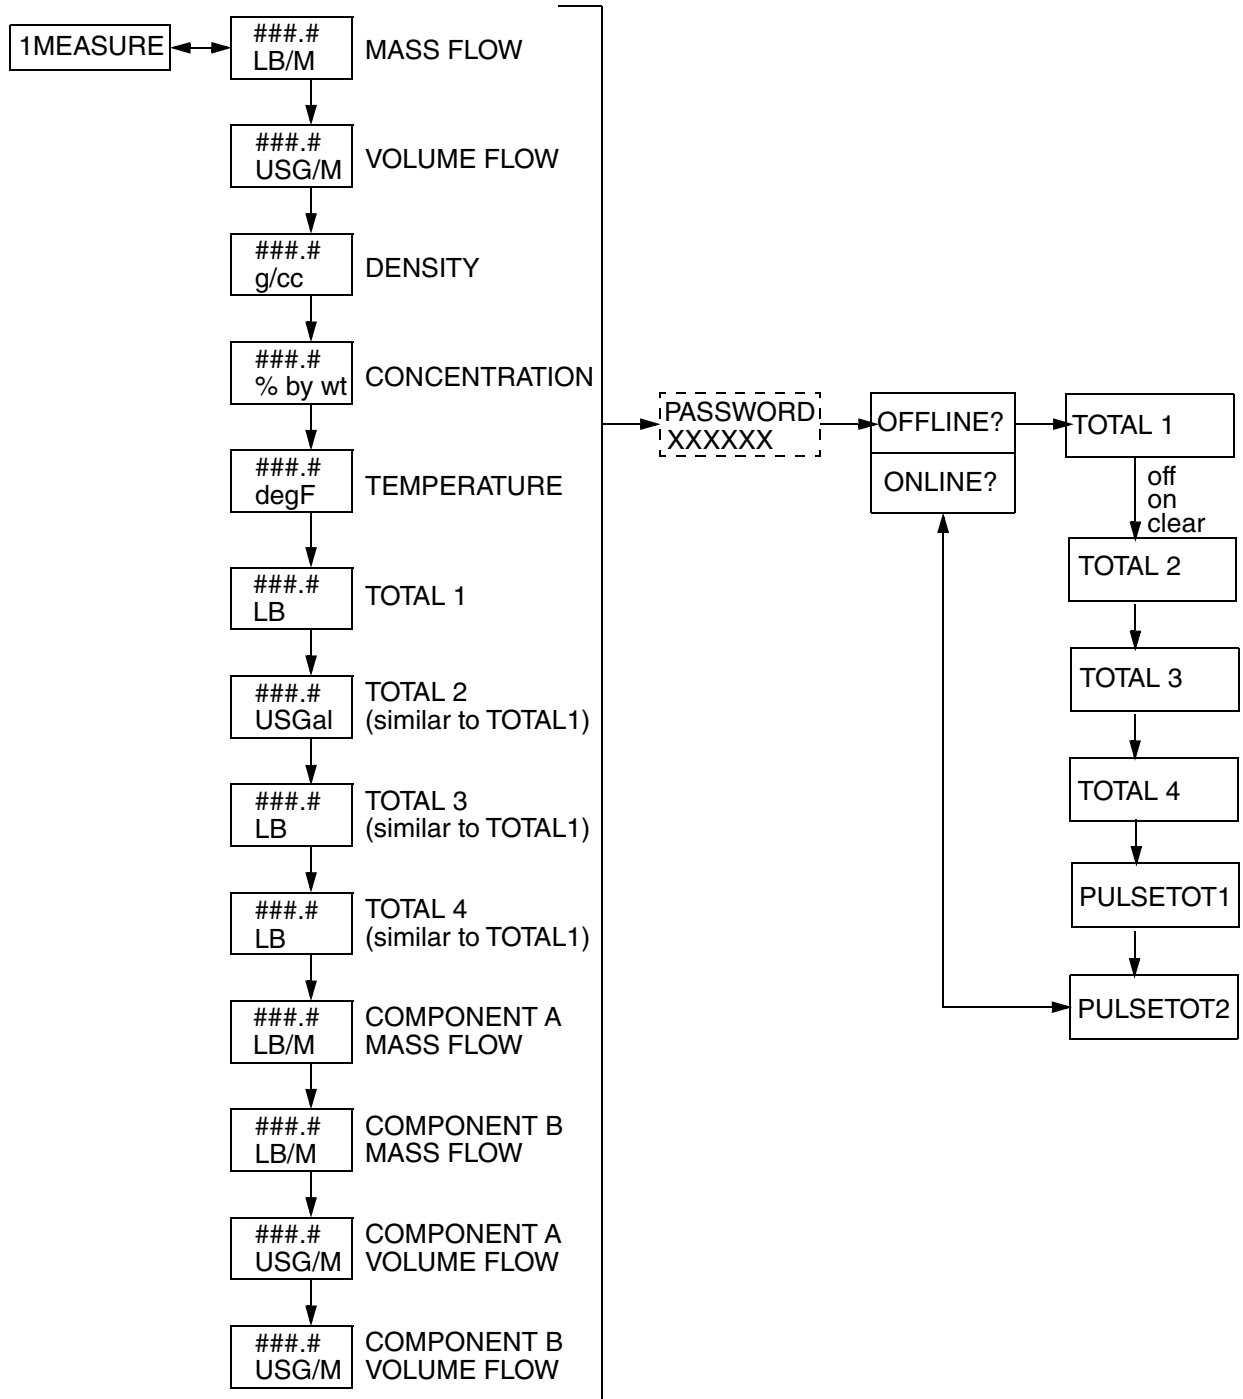 1MEASURE
###.#
LB/M
MASS FLOW
###.#
USG/M
VOLUME FLOW
###.#
g/cc
DENSITY
###.#
% by wt
CONCENTRATION
###.#
degF
TEMPERATURE
###.#
LB
TOTAL 1
###.#
USGal
TOTAL 2
(similar to TOTAL1)
###.#
LB
TOTAL 3
(similar to TOTAL1)
###.#
LB
TOTAL 4
(similar to TOTAL1)
###.#
LB/M
COMPONENT A
MASS FLOW
###.#
LB/M
COMPONENT B
MASS FLOW
###.#
USG/M
COMPONENT A
VOLUME FLOW
###.#
USG/M
COMPONENT B
VOLUME FLOW
PASSWORD
XXXXXX
OFFLINE?
ONLINE?
TOTAL 1
off
on
clear
TOTAL 2
TOTAL 3
TOTAL 4
PULSETOT1
PULSETOT2